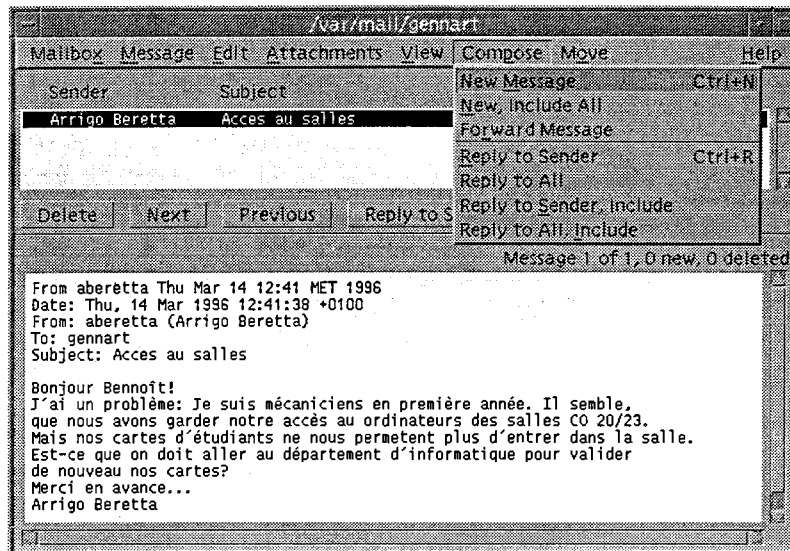 /var/mail/gennart
Mailbox Message Edit Attachments View Compose Move Help
Sender Subject
Arrigo Beretta Acces au salles
New Message Ctrl+N
New, Include All
Forward Message
Reply to Sender Ctrl+R
Reply to All
Reply to Sender, Include
Reply to All, Include
Delete Next Previous Reply to S
Message 1 of 1, 0 new, 0 deleted
From aberetta Thu Mar 14 12:41 MET 1996
Date: Thu, 14 Mar 1996 12:41:38 +0100
From: aberetta (Arrigo Beretta)
To: gennart
Subject: Acces au salles
Bonjour Bennoît!
J´ai un problème: Je suis mécaniciens en première année. Il semble,
que nous avons garder notre accès au ordinateurs des salles CO 20/23.
Mais nos cartes d´étudiants ne nous permetent plus d´entrer dans la salle.
Est-ce que on doit aller au département d´informatique pour valider
de nouveau nos cartes?
Merci en avance...
Arrigo Beretta